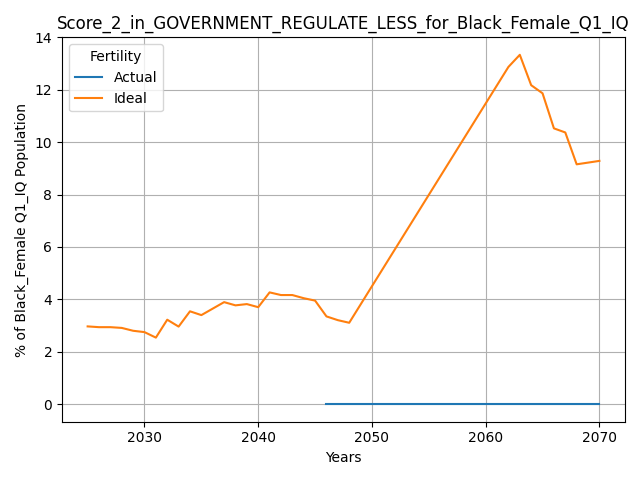 Score_2_in_GOVERNMENT_REGULATE_LESS_for_Black_Female_Q1_IQ
Fertility
Actual
Ideal
% of Black_Female Q1_IQ Population
14
12
10
8
6
4
2
0
2030 2040 2050 2060 2070
Years